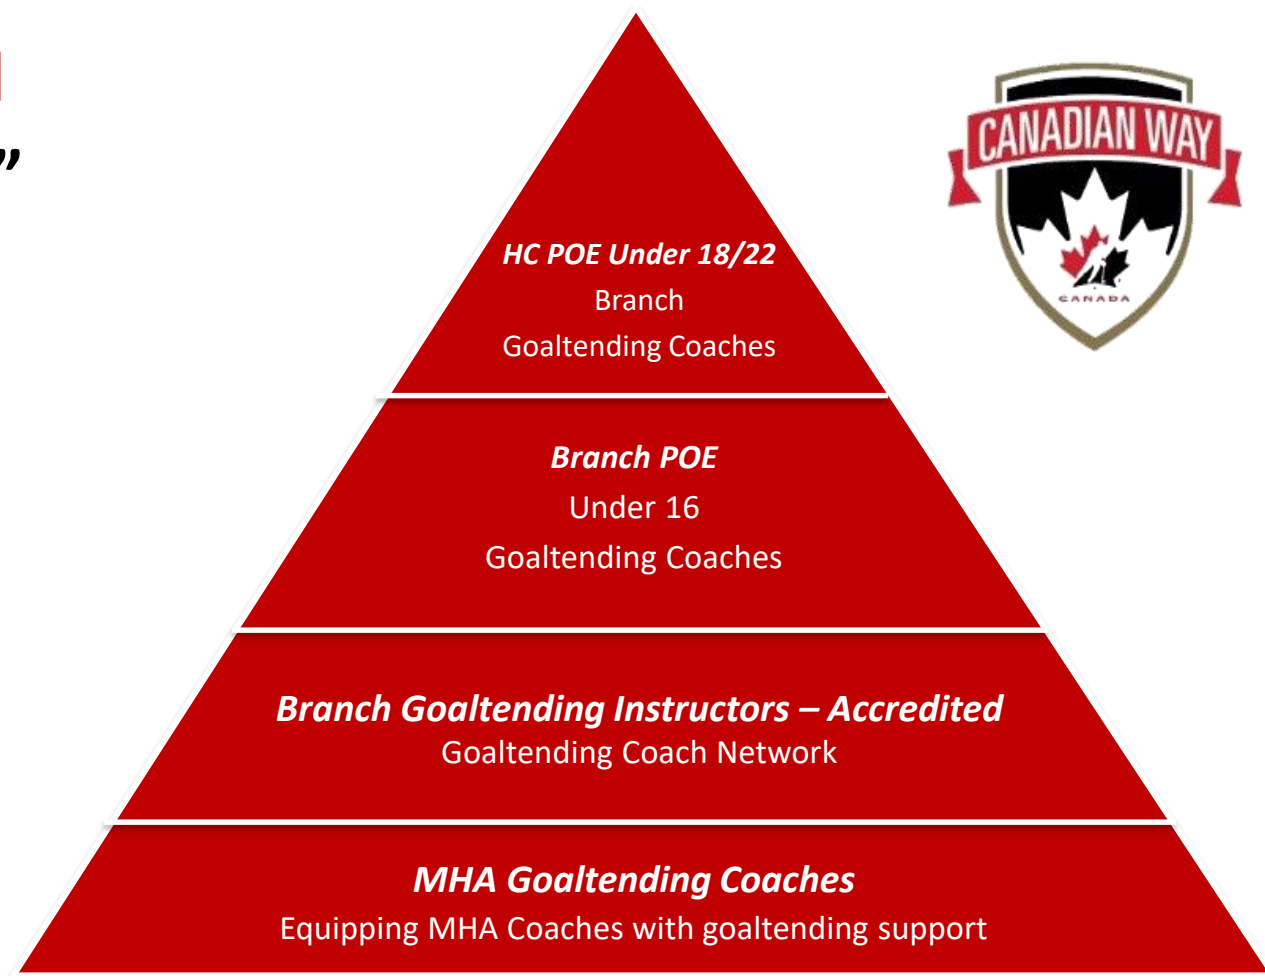 ”
CANADIAN WAY
CANADA
HC POE Under 18/22
Branch
Goaltending Coaches
Branch POE
Under 16
Goaltending Coaches
Branch Goaltending Instructors – Accredited
Goaltending Coach Network
MHA Goaltending Coaches
Equipping MHA Coaches with goaltending support